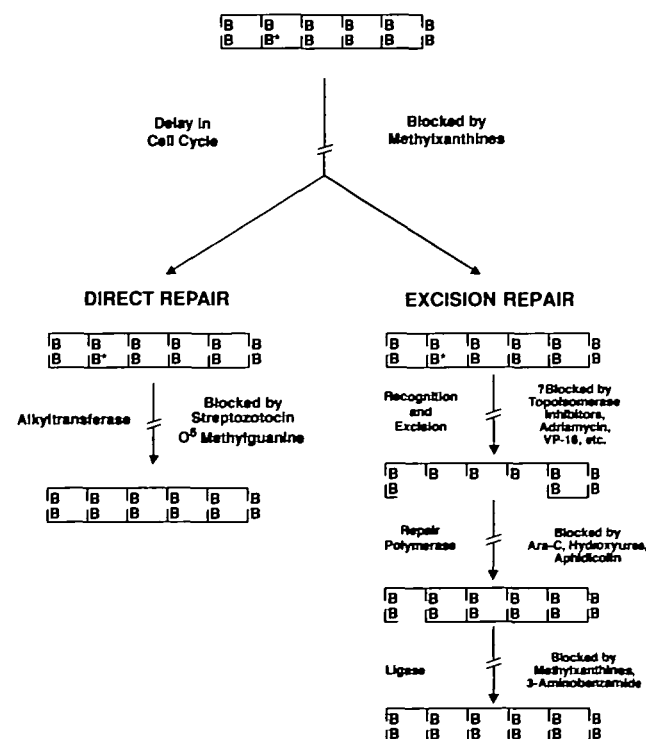 B B B B B B
B B* B B B B
Delay in
Cell Cycle
Blocked by
Methylxanthines
DIRECT REPAIR
B B B B B B
B B* B B B B
Alkyltransferase
Blocked by
Streptozotocin
O⁶ Methylguanine
B B B B B B
B B B B B B
EXCISION REPAIR
B B B B B B
B B* B B B B
Recognition
and
Excision
?Blocked by
Topoisomerase
Inhibitors,
Adriamycin,
VP-16, etc.
B B B B B B
B B B
Repair
Polymerase
Blocked by
Ara-C, Hydroxyurea,
Aphidicolin
B B B B B B
B B B B B B
Ligase
Blocked by
Methylxanthines,
3-Aminobenzamide
B B B B B B
B B B B B B